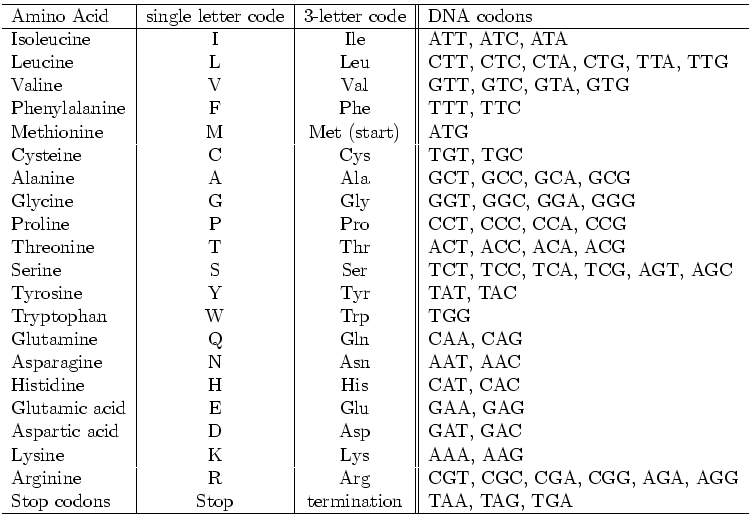 Amino Acid single letter code 3-letter code DNA codons
Isoleucine I Ile ATT, ATC, ATA
Leucine L Leu CTT, CTC, CTA, CTG, TTA, TTG
Valine V Val GTT, GTC, GTA, GTG
Phenylalanine F Phe TTT, TTC
Methionine M Met (start) ATG
Cysteine C Cys TGT, TGC
Alanine A Ala GCT, GCC, GCA, GCG
Glycine G Gly GGT, GGC, GGA, GGG
Proline P Pro CCT, CCC, CCA, CCG
Threonine T Thr ACT, ACC, ACA, ACG
Serine S Ser TCT, TCC, TCA, TCG, AGT, AGC
Tyrosine Y Tyr TAT, TAC
Tryptophan W Trp TGG
Glutamine Q Gln CAA, CAG
Asparagine N Asn AAT, AAC
Histidine H His CAT, CAC
Glutamic acid E Glu GAA, GAG
Aspartic acid D Asp GAT, GAC
Lysine K Lys AAA, AAG
Arginine R Arg CGT, CGC, CGA, CGG, AGA, AGG
Stop codons Stop termination TAA, TAG, TGA